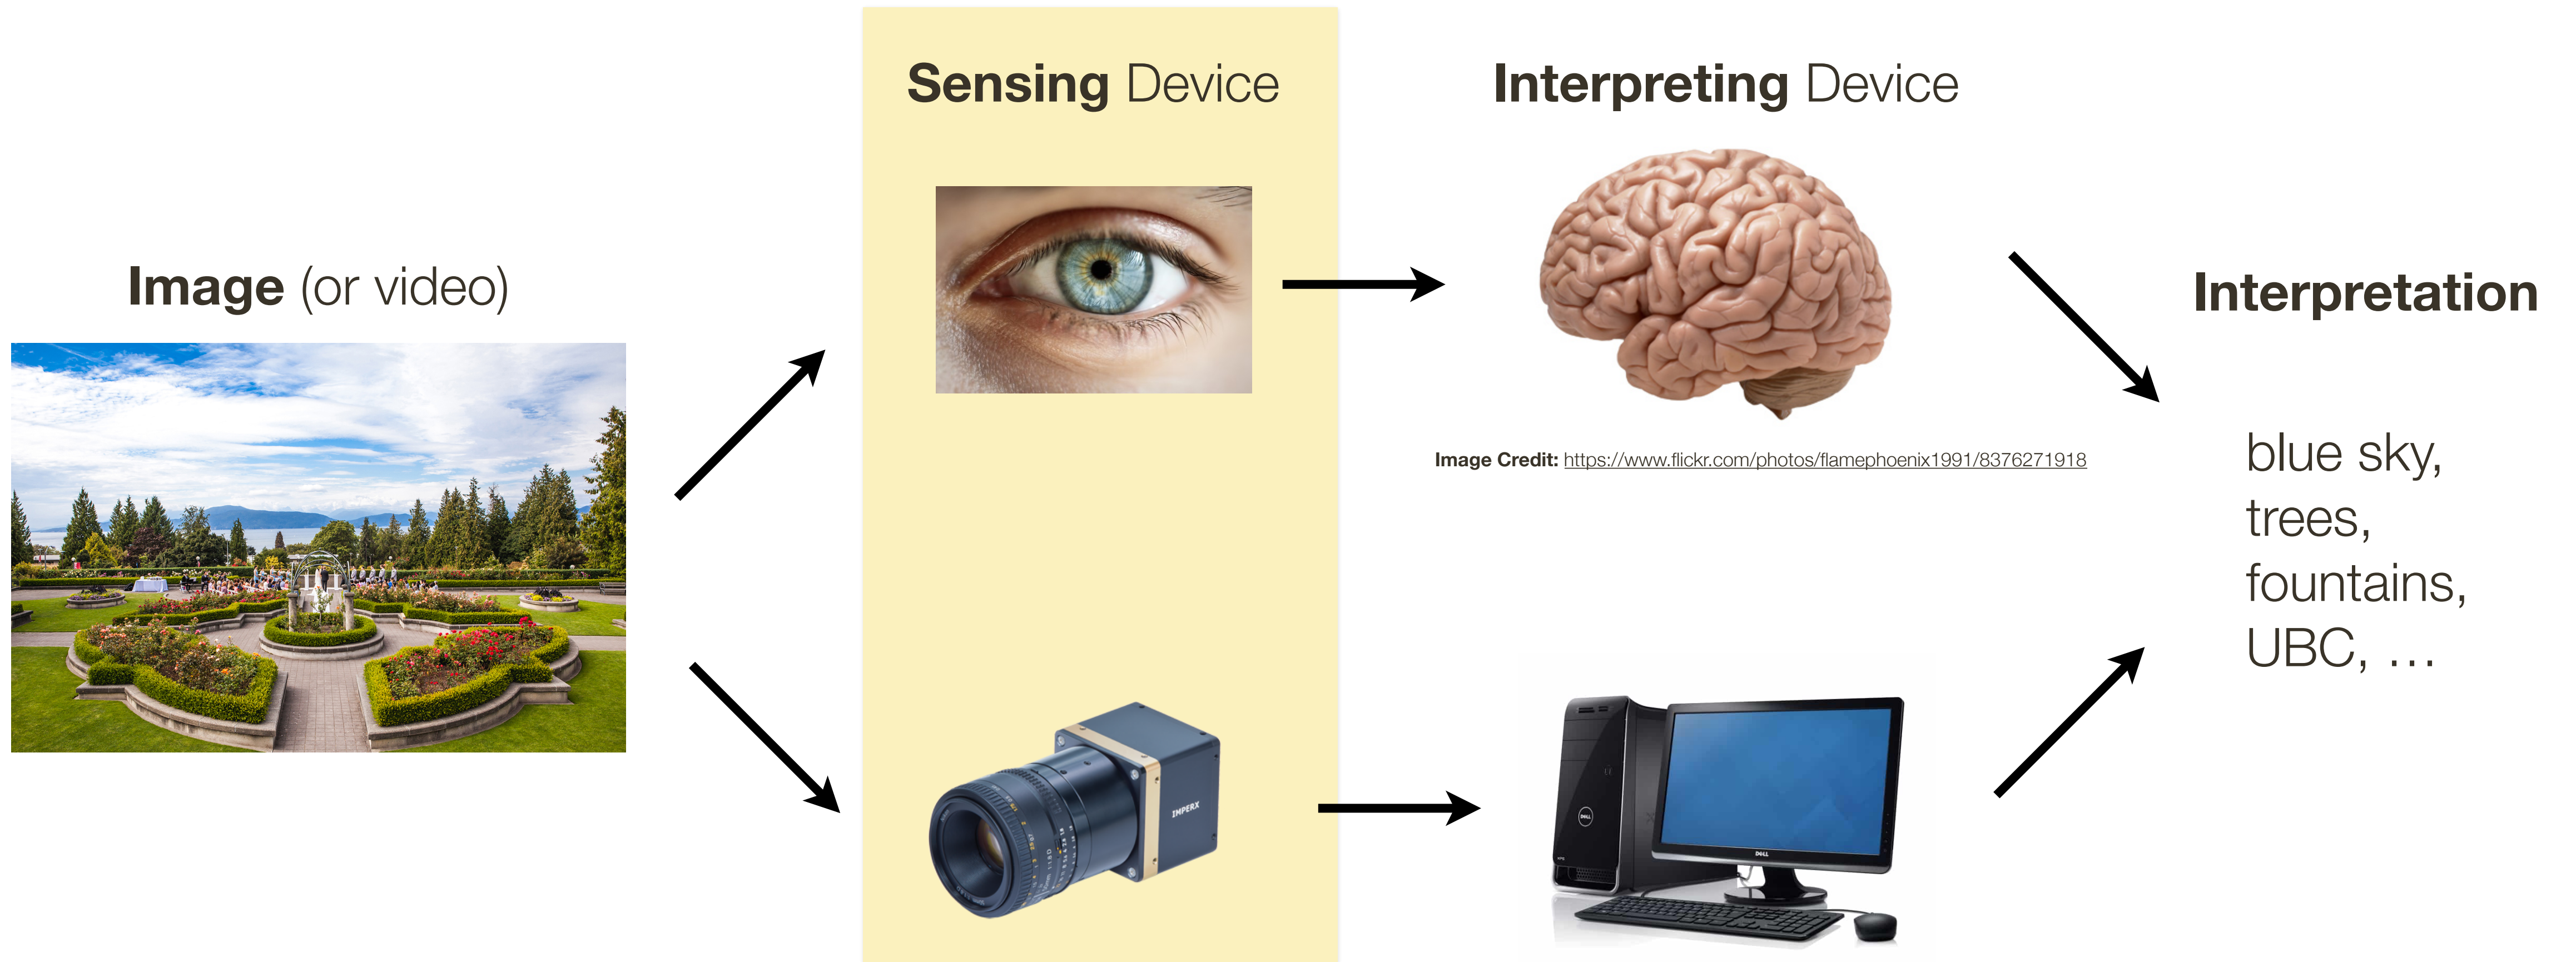 Sensing Device
Interpreting Device
Image (or video)
Interpretation
Image Credit: https://www.flickr.com/photos/flamephoenix1991/8376271918
blue sky,
trees,
fountains,
UBC, …
IMPERX
DELL
DELL